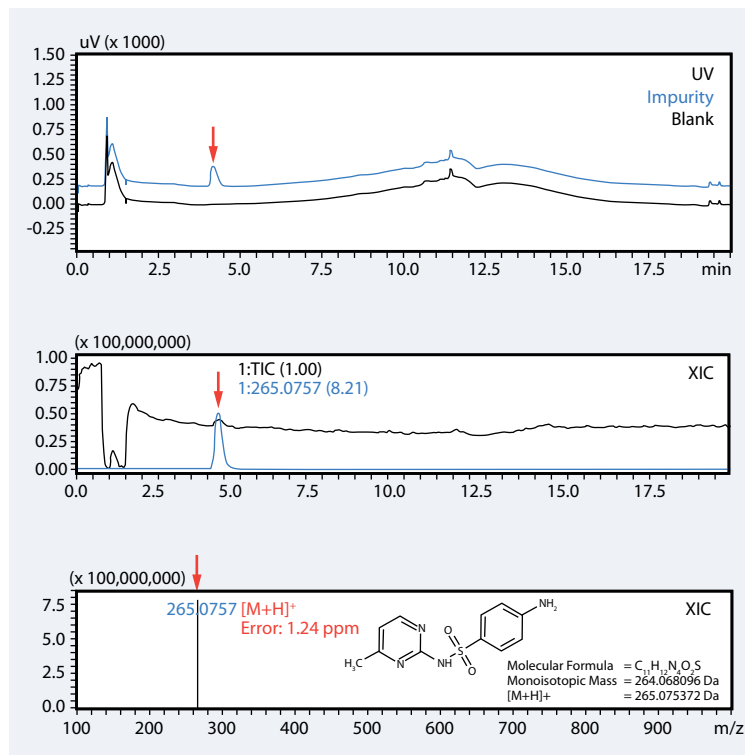 uV (x 1000)
1.50
1.25
1.00
0.75
0.50
0.25
0.00
-0.25
UV
Impurity
Blank
0.0 2.5 5.0 7.5 10.0 12.5 15.0 17.5 min
(x 100,000,000)
1.00
0.75
0.50
0.25
0.00
1:TIC (1.00)
1:265.0757 (8.21)
XIC
0.0 2.5 5.0 7.5 10.0 12.5 15.0 17.5
(x 100,000,000)
7.5
5.0
2.5
0
265.0757 [M+H]⁺
Error: 1.24 ppm
XIC
NH₂
N
N
H₃C
NH
S
O
O
Molecular Formula = C₁₁H₁₂N₄O₂S
Monoisotopic Mass = 264.068096 Da
[M+H]+ = 265.075372 Da
100 200 300 400 500 600 700 800 900 m/z